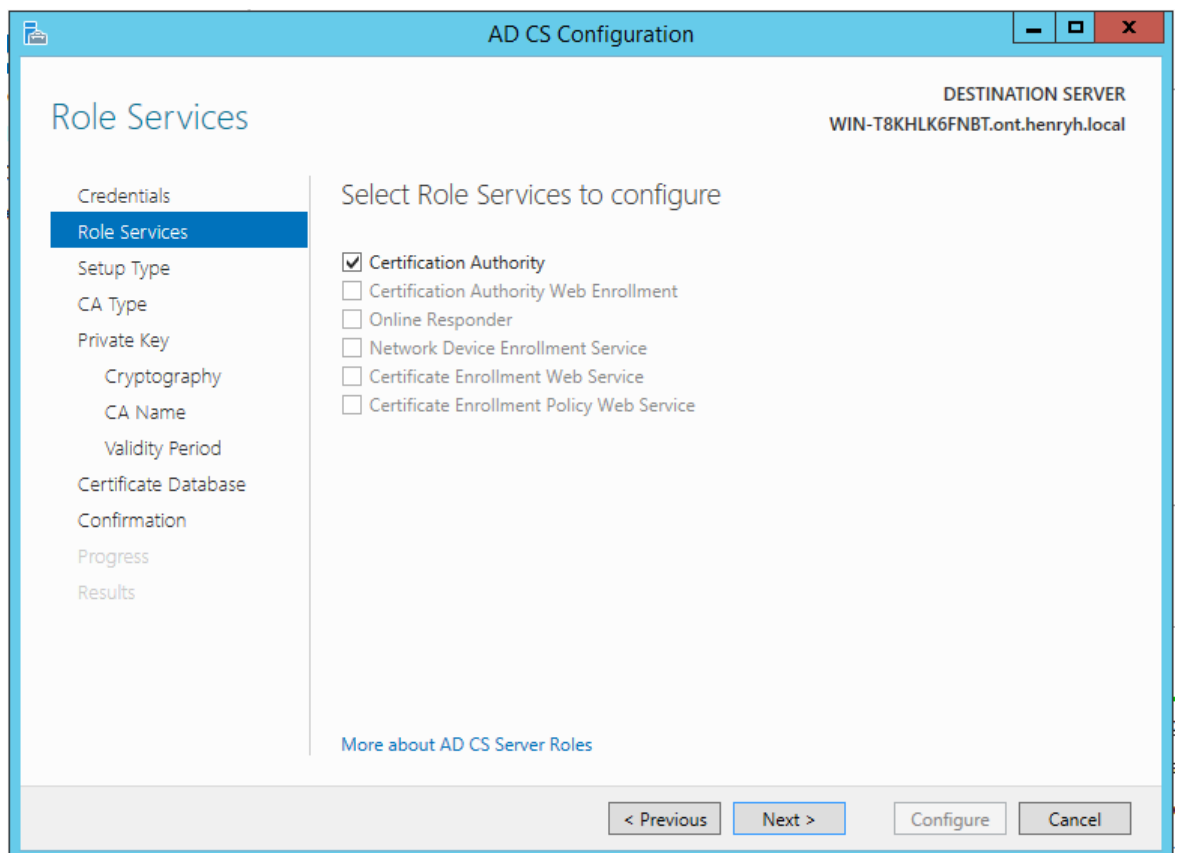 AD CS Configuration
Role Services
DESTINATION SERVER
WIN-T8KHLK6FNBT.ont.henryh.local
Credentials
Role Services
Setup Type
CA Type
Private Key
Cryptography
CA Name
Validity Period
Certificate Database
Confirmation
Progress
Results
Select Role Services to configure
Certification Authority
Certification Authority Web Enrollment
Online Responder
Network Device Enrollment Service
Certificate Enrollment Web Service
Certificate Enrollment Policy Web Service
More about AD CS Server Roles
< Previous
Next >
Configure
Cancel